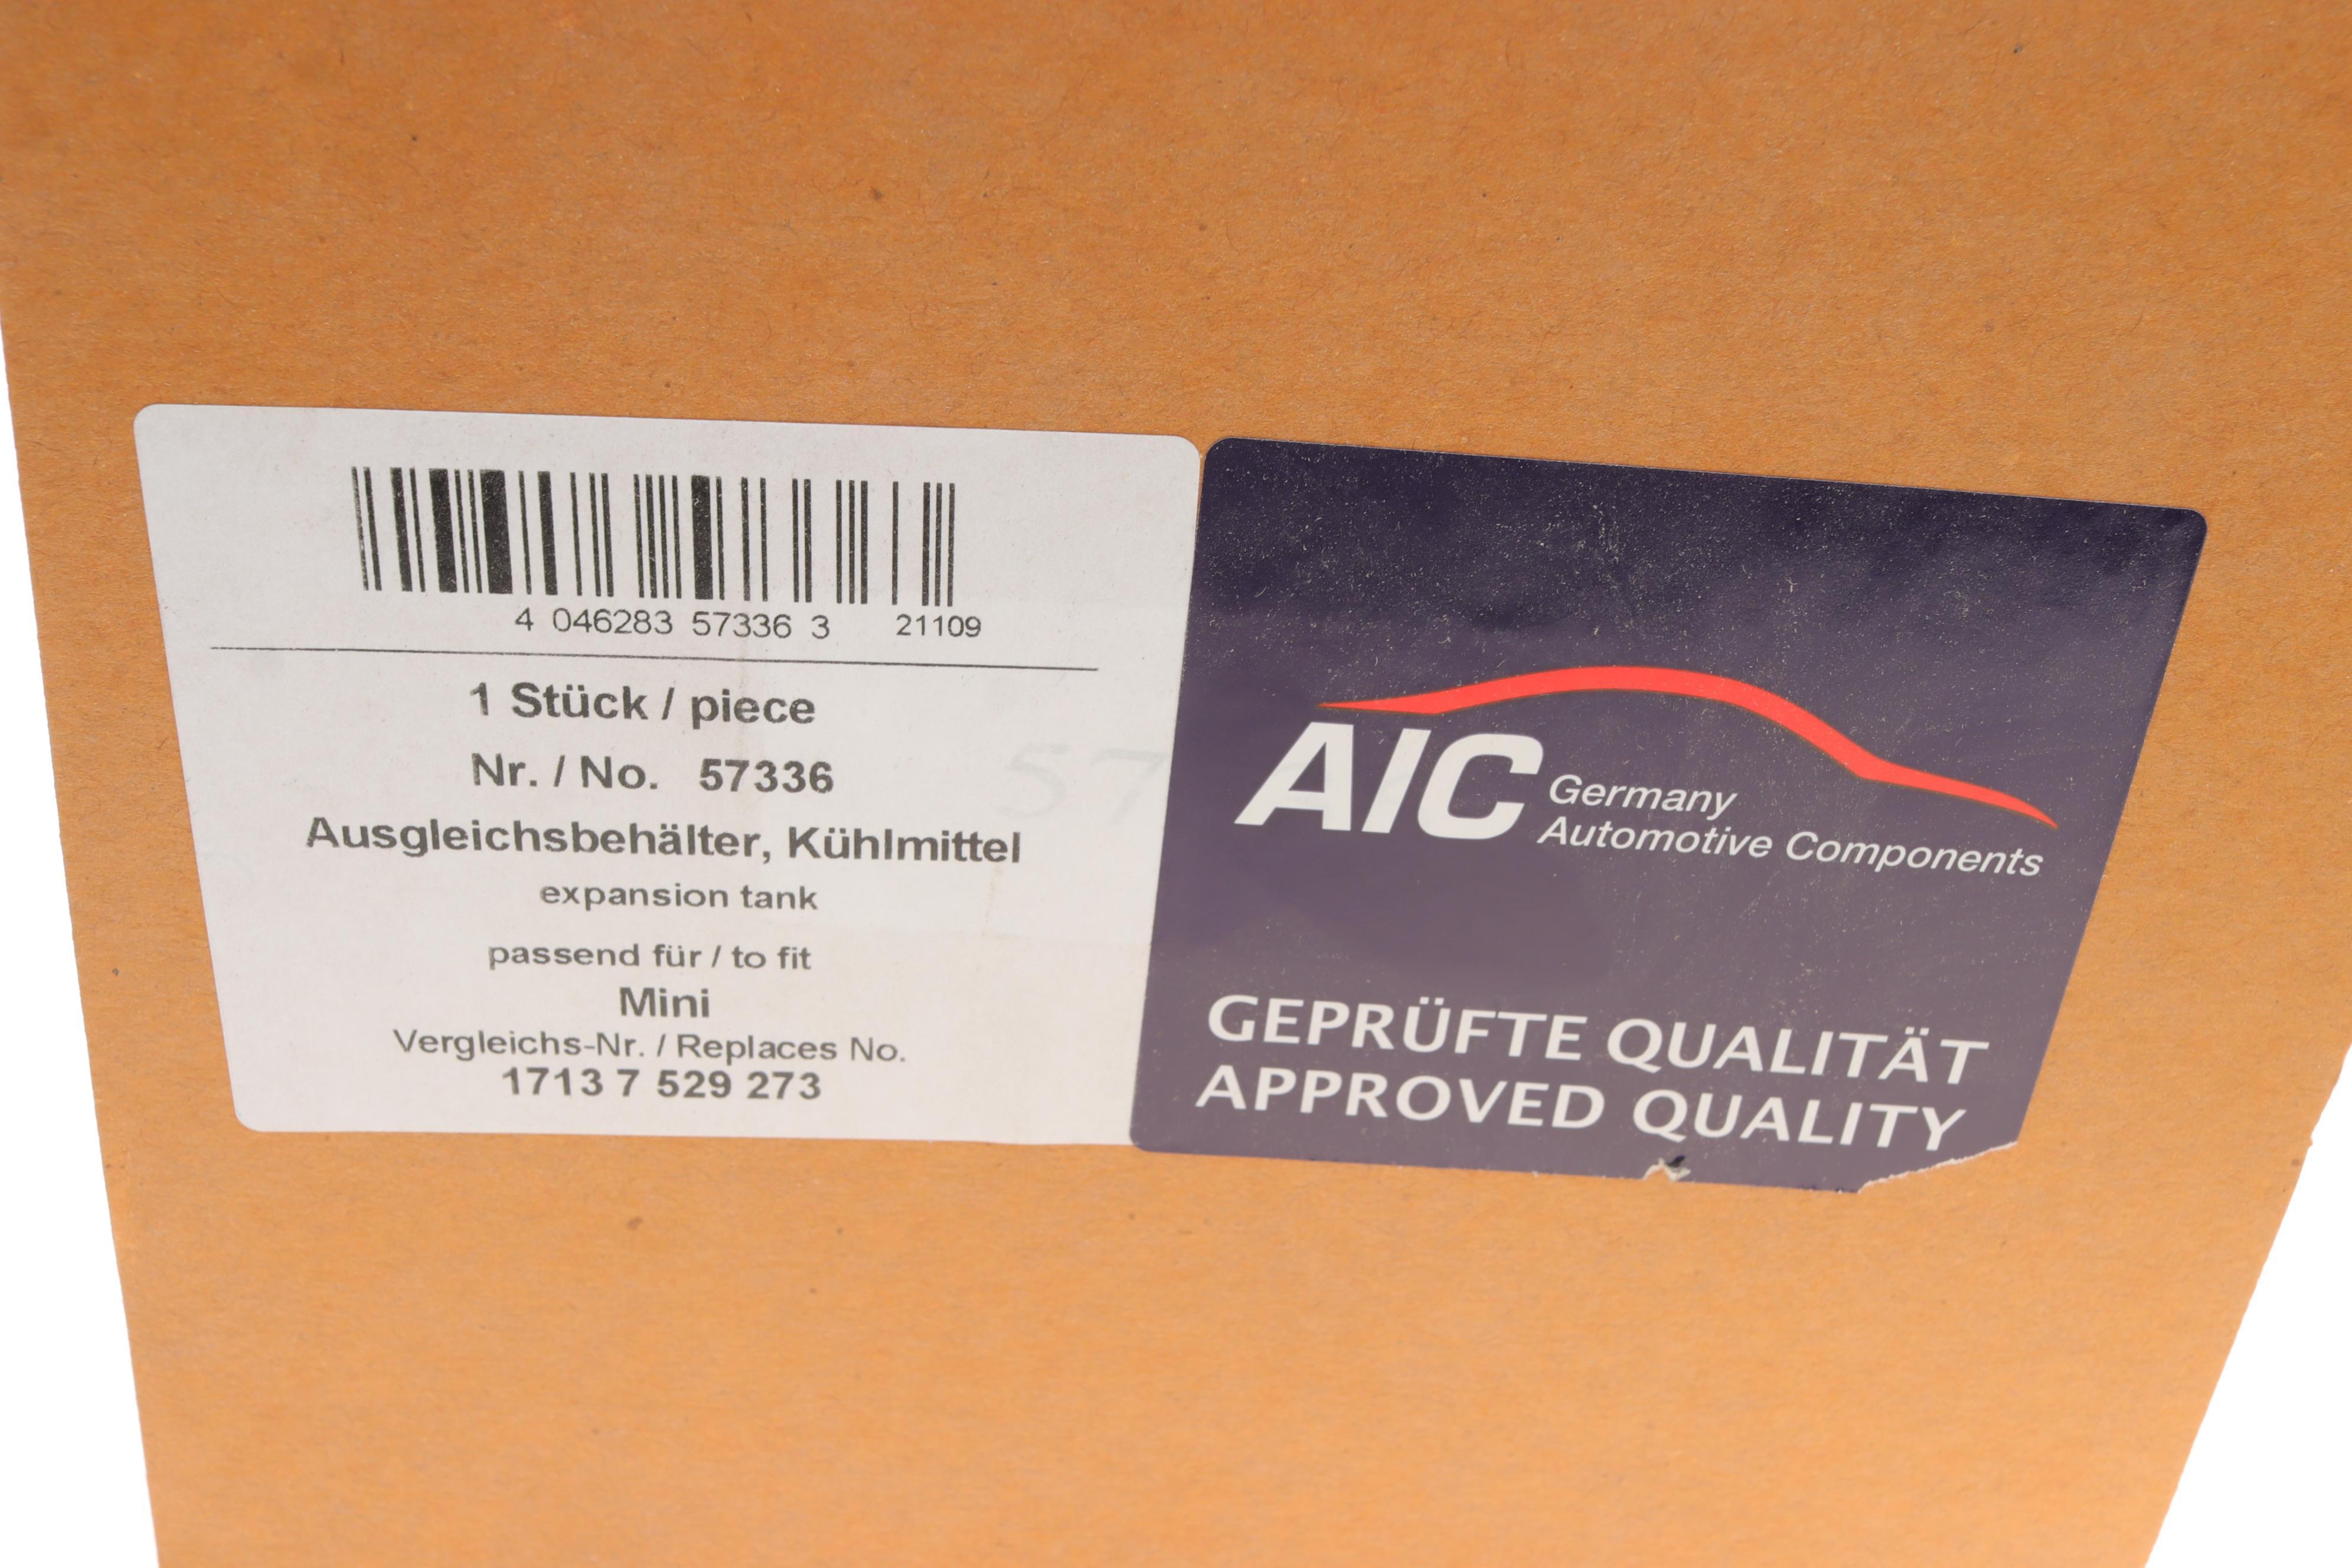 4 046283 57336 3 21109
1 Stück / piece
Nr. / No. 57336
Ausgleichsbehälter, Kühlmittel
expansion tank
passend für / to fit
Mini
Vergleichs-Nr. / Replaces No.
1713 7 529 273
57
AIC Germany
Automotive Components
GEPRÜFTE QUALITÄT
APPROVED QUALITY